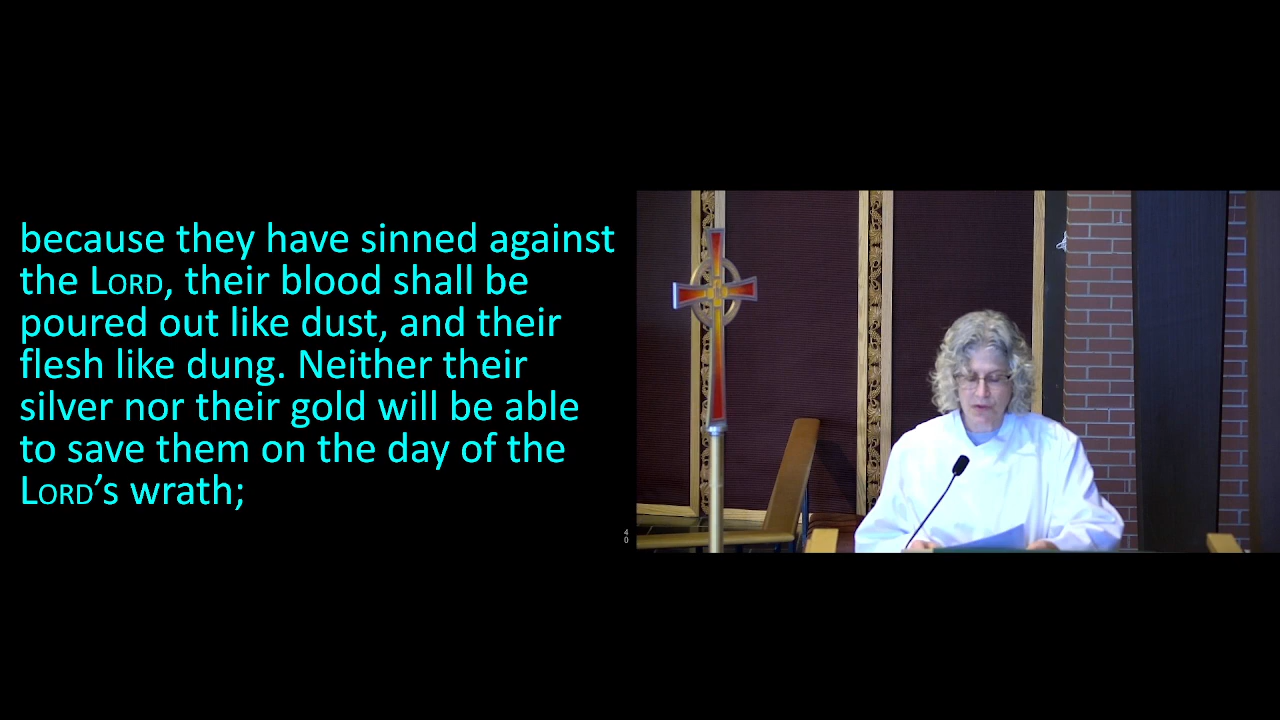 because they have sinned against
the LORD, their blood shall be
poured out like dust, and their
flesh like dung. Neither their
silver nor their gold will be able
to save them on the day of the
LORD’s wrath;
4
0